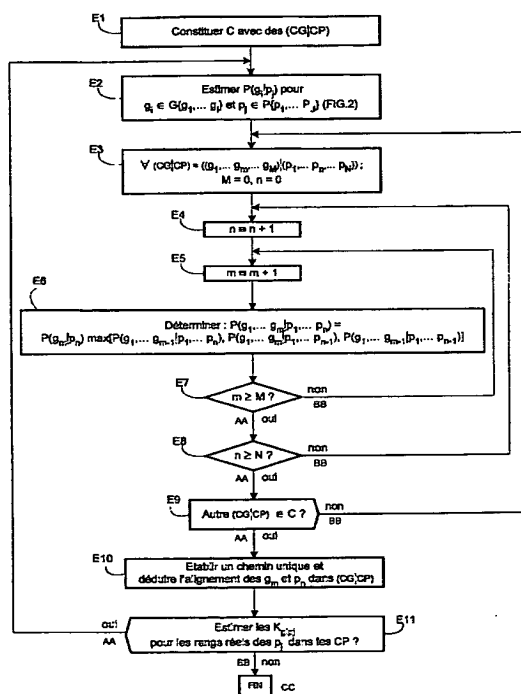 E1
Constituer C avec des (CG|CP)
E2
Estimer P(gᵢ|pⱼ) pour
gᵢ ∈ G{g₁,... g_I} et pⱼ ∈ P{p₁,... P_J} (FIG.2)
E3
∀ (CG|CP) = ((g₁,... gₘ,... g_M)|(p₁,... pₙ,... p_N)) ;
M = 0, n = 0
E4
n = n + 1
E5
m = m + 1
E6
Déterminer : P(g₁,... gₘ|p₁,... pₙ) =
P(gₘ|pₙ) max[P(g₁,... gₘ₋₁|p₁,... pₙ), P(g₁,... gₘ|p₁,... pₙ₋₁), P(g₁,... gₘ₋₁|p₁,... pₙ₋₁)]
E7
m ≥ M ?
non
BB
AA oui
E8
n ≥ N ?
non
BB
AA oui
E9
Autre (CG|CP) ∈ C ?
non
BB
AA oui
E10
Etablir un chemin unique et
déduire l'alignement des gₘ et pₙ dans (CG|CP)
E11
Estimer les
pour les rangs réels des pⱼ dans les CP ?
oui
AA
BB non
FIN
CC